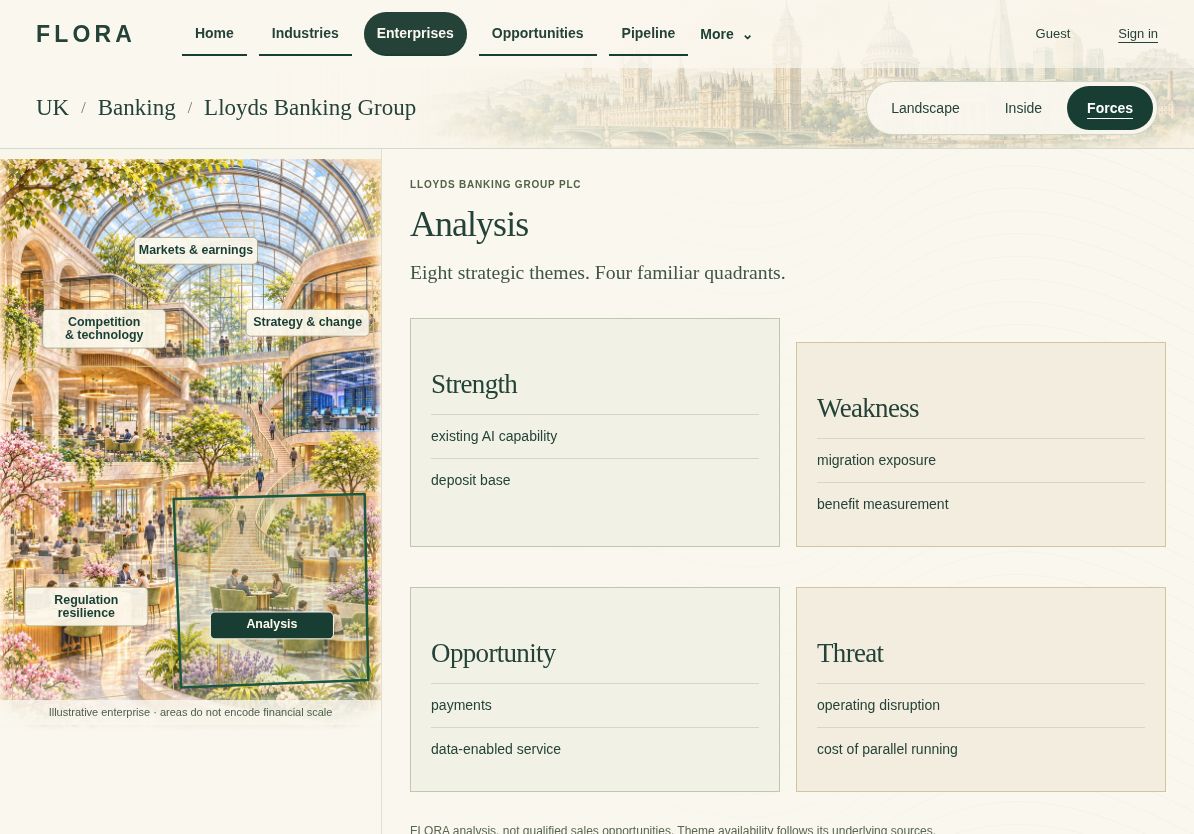 FLORA
Home
Industries
Enterprises
Opportunities
Pipeline
More
Guest
Sign in
UK / Banking / Lloyds Banking Group
Landscape
Inside
Forces
Markets & earnings
Competition
& technology
Strategy & change
Regulation
resilience
Analysis
Illustrative enterprise · areas do not encode financial scale
LLOYDS BANKING GROUP PLC
Analysis
Eight strategic themes. Four familiar quadrants.
Strength
existing AI capability
deposit base
Weakness
migration exposure
benefit measurement
Opportunity
payments
data-enabled service
Threat
operating disruption
cost of parallel running
FLORA analysis, not qualified sales opportunities. Theme availability follows its underlying sources.